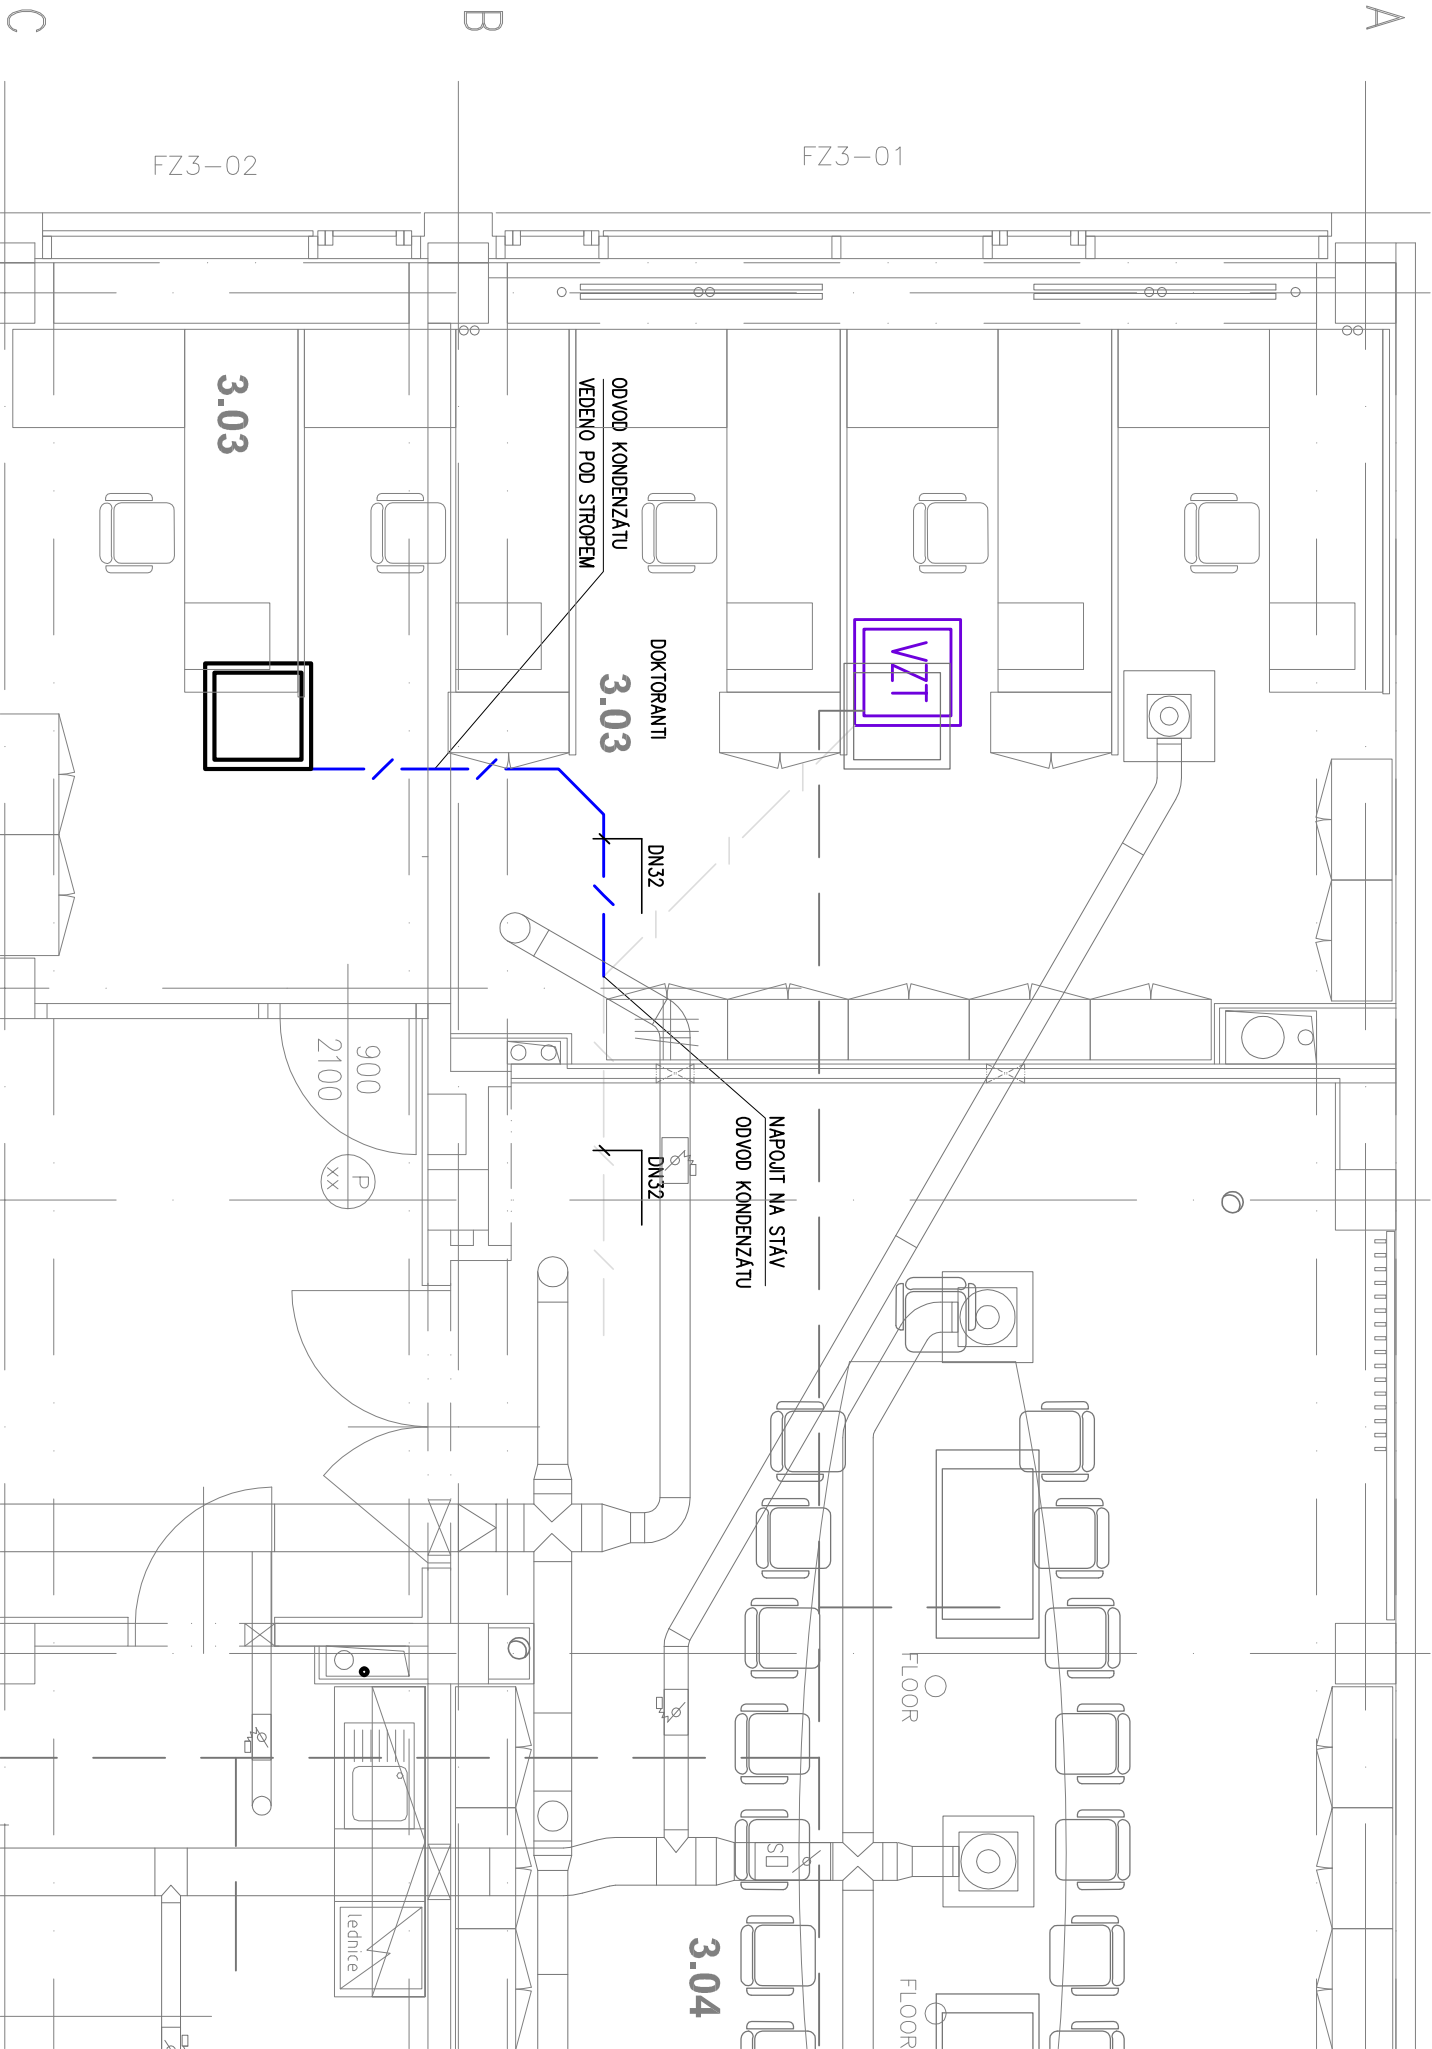 C
B
A
FZ3-02
FZ3-01
3.03
ODVOD KONDENZÁTU
VEDENO POD STROPEM
DOKTORANTI
3.03
VZT
DN32
900
2100
P
xx
DN32
NAPOJIT NA STÁV
ODVOD KONDENZÁTU
FLOOR
S
lednice
3.04
FLOOR